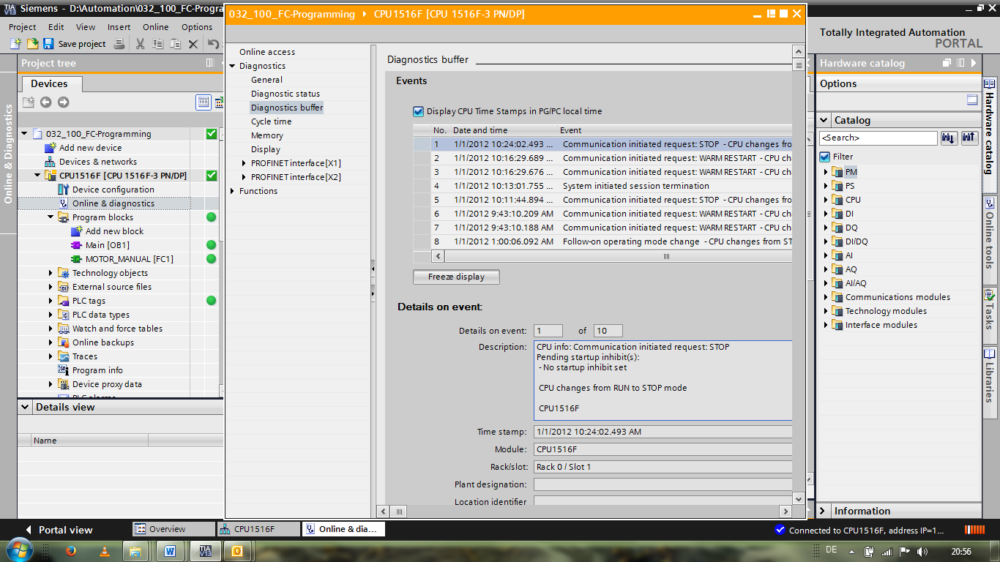 Siemens - D:\Automation\032_100_FC-Programming
Project Edit View Insert Online Options
Save project
Totally Integrated Automation
PORTAL
032_100_FC-Programming CPU1516F [CPU 1516F-3 PN/DP]
Project tree
Devices
Online & Diagnostics
032_100_FC-Programming
Add new device
Devices & networks
CPU1516F [CPU 1516F-3 PN/DP]
Device configuration
Online & diagnostics
Program blocks
Add new block
Main [OB1]
MOTOR_MANUAL [FC1]
Technology objects
External source files
PLC tags
PLC data types
Watch and force tables
Online backups
Traces
Program info
Device proxy data
PLC alarms
Details view
Name
Online access
Diagnostics
General
Diagnostic status
Diagnostics buffer
Cycle time
Memory
Display
PROFINET interface [X1]
PROFINET interface [X2]
Functions
Diagnostics buffer
Events
Display CPU Time Stamps in PG/PC local time
No. Date and time Event
1 1/1/2012 10:24:02.493 ... Communication initiated request: STOP - CPU changes fro
2 1/1/2012 10:16:29.689 ... Communication initiated request: WARM RESTART - CPU ch
3 1/1/2012 10:16:29.676 ... Communication initiated request: WARM RESTART - CPU ch
4 1/1/2012 10:13:01.755 ... System initiated session termination
5 1/1/2012 10:11:44.894 ... Communication initiated request: STOP - CPU changes fro
6 1/1/2012 9:43:10.209 AM Communication initiated request: WARM RESTART - CPU ch
7 1/1/2012 9:43:10.188 AM Communication initiated request: WARM RESTART - CPU ch
8 1/1/2012 1:00:06.092 AM Follow-on operating mode change - CPU changes from ST
Freeze display
Details on event:
Details on event: 1 of 10
Description: CPU info: Communication initiated request: STOP
Pending startup inhibit(s):
- No startup inhibit set
CPU changes from RUN to STOP mode
CPU1516F
Time stamp: 1/1/2012 10:24:02.493 AM
Module: CPU1516F
Rack/slot: Rack 0 / Slot 1
Plant designation:
Location identifier
Hardware catalog
Options
Catalog
<Search>
Filter
PM
PS
CPU
DI
DQ
DI/DQ
AI
AQ
AI/AQ
Communications modules
Technology modules
Interface modules
Information
Hardware catalog
Online tools
Tasks
Libraries
Portal view Overview CPU1516F Online & dia... Connected to CPU1516F, address IP=1...
W TIA V13 O DE 20:56